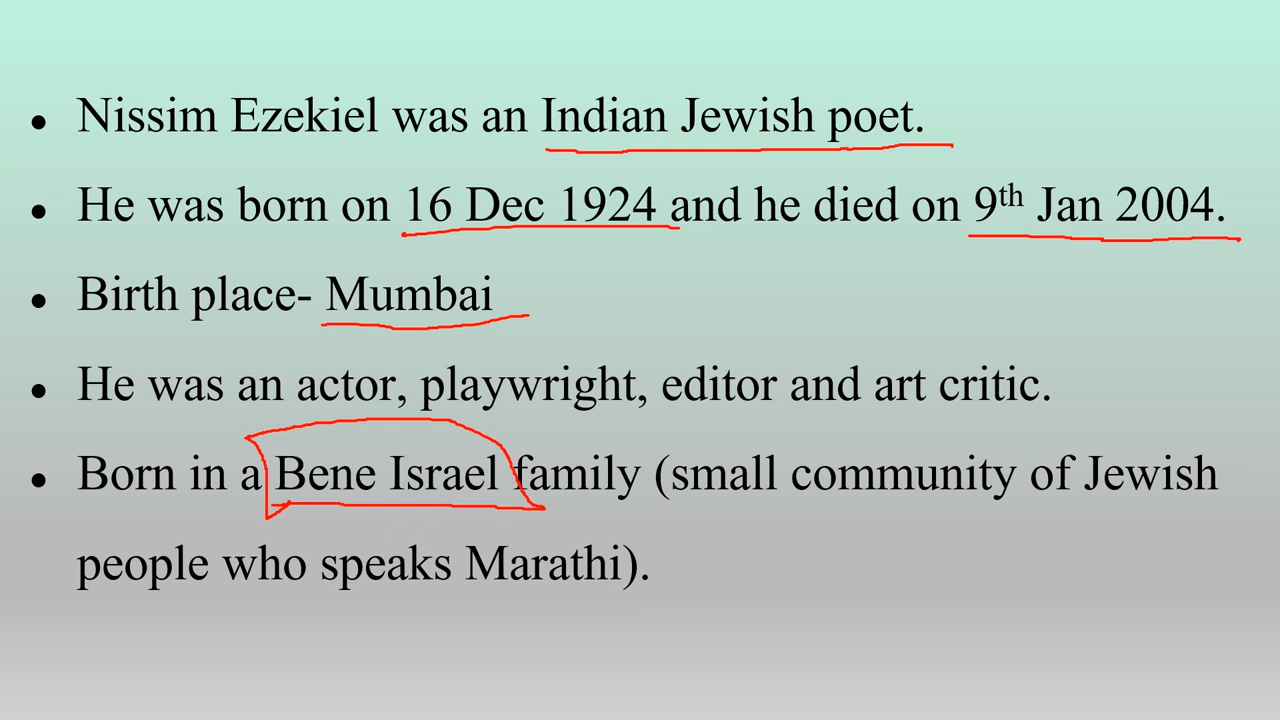 • Nissim Ezekiel was an Indian Jewish poet.
• He was born on 16 Dec 1924 and he died on 9th Jan 2004.
• Birth place- Mumbai
• He was an actor, playwright, editor and art critic.
• Born in a Bene Israel family (small community of Jewish
people who speaks Marathi).